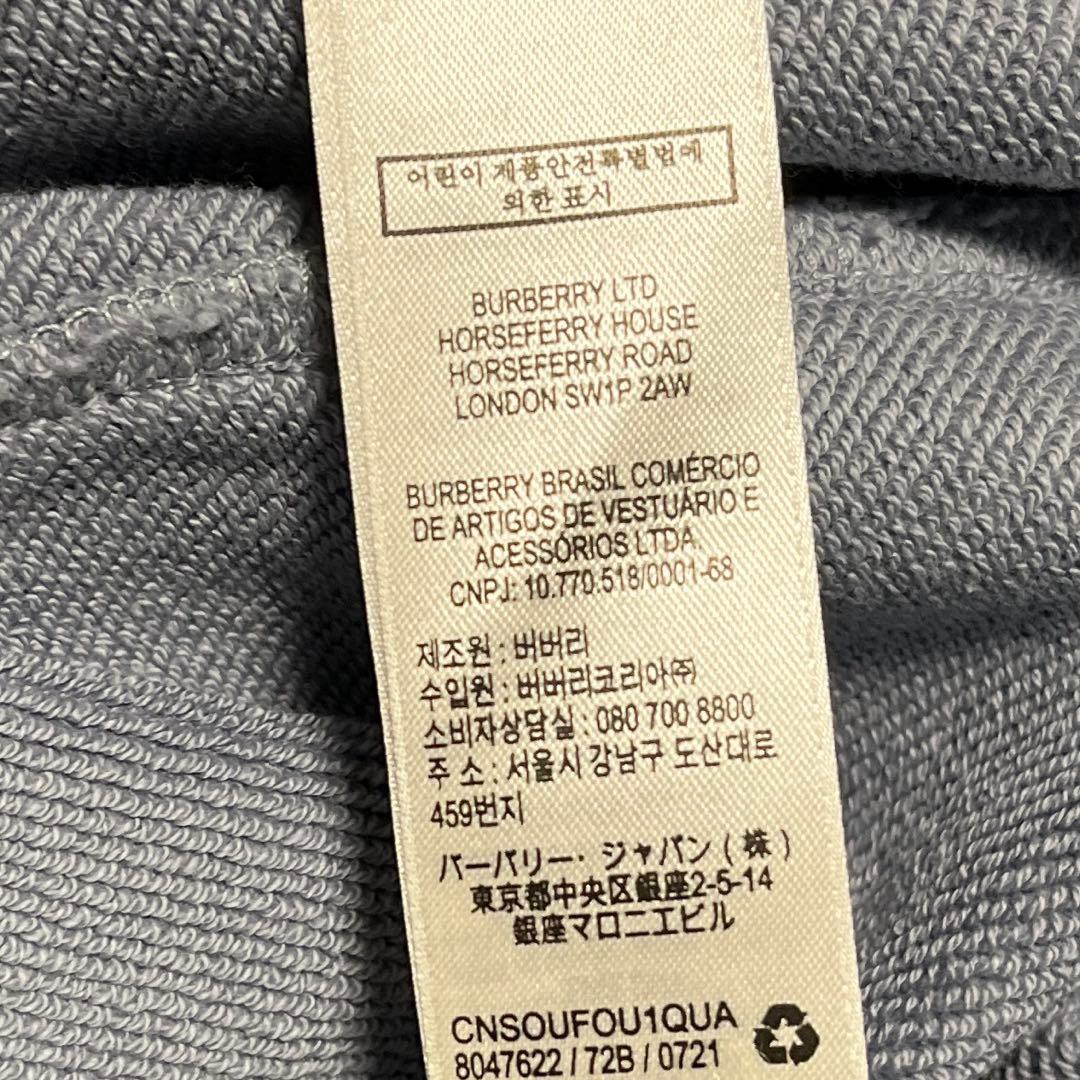 어린이제품안전특별법에
의한 표시
BURBERRY LTD
HORSEFERRY HOUSE
HORSEFERRY ROAD
LONDON SW1P 2AW
BURBERRY BRASIL COMÉRCIO
DE ARTIGOS DE VESTUÁRIO E
ACESSÓRIOS LTDA
CNPJ: 10.770.518/0001-68
제조원 : 버버리
수입원 : 버버리코리아㈜
소비자상담실 : 080 700 8800
주 소 : 서울시 강남구 도산대로
459번지
バーバリー・ジャパン ( 株 )
東京都中央区銀座2-5-14
銀座マロニエビル
CNSOUFOU1QUA
8047622 / 72B / 0721